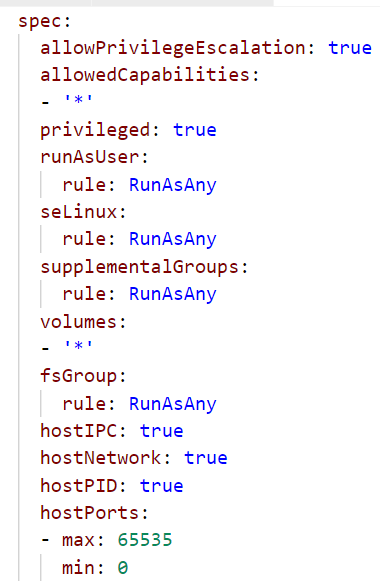 spec:
  allowPrivilegeEscalation: true
  allowedCapabilities:
  - '*'
  privileged: true
  runAsUser:
    rule: RunAsAny
  seLinux:
    rule: RunAsAny
  supplementalGroups:
    rule: RunAsAny
  volumes:
  - '*'
  fsGroup:
    rule: RunAsAny
  hostIPC: true
  hostNetwork: true
  hostPID: true
  hostPorts:
  - max: 65535
    min: 0